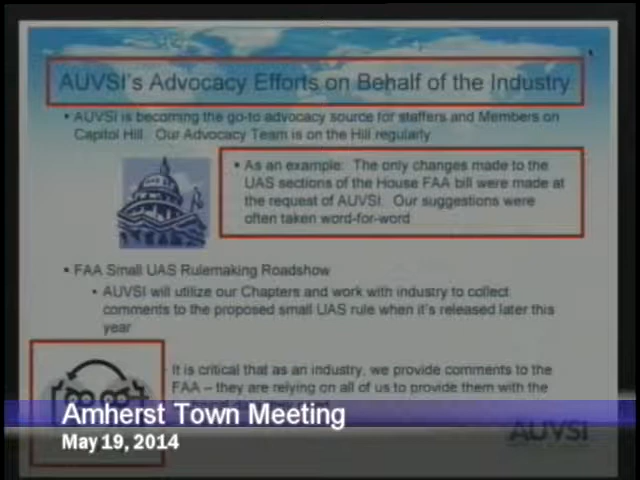 AUVSI's Advocacy Efforts on Behalf of the Industry
• AUVSI is becoming the go-to advocacy source for staffers and Members on
Capitol Hill. Our Advocacy Team is on the Hill regularly
• As an example: The only changes made to the
UAS sections of the House FAA bill were made at
the request of AUVSI. Our suggestions were
often taken word-for-word
• FAA Small UAS Rulemaking Roadshow
• AUVSI will utilize our Chapters and work with industry to collect
comments to the proposed small UAS rule when it's released later this
year
It is critical that as an industry, we provide comments to the
FAA – they are relying on all of us to provide them with the
Amherst Town Meeting
May 19, 2014
AUVSI